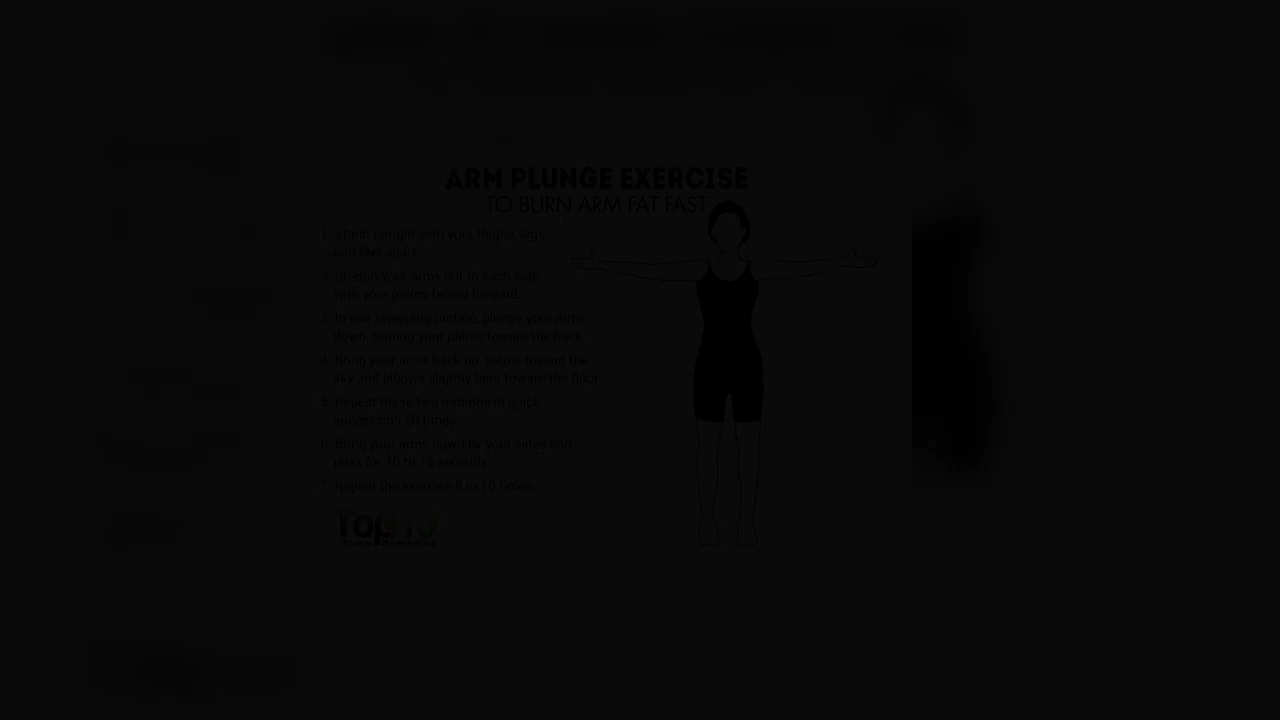 ARM PLUNGE EXERCISE
TO BURN ARM FAT FAST
1. Stand upright with your thighs, legs
and feet apart.
2. Stretch your arms out to each side
with your palms facing forward.
3. In one sweeping motion, plunge your arms
down, turning your palms toward the back.
4. Bring your arms back up, palms toward the
sky and elbows slightly bent toward the floor.
5. Repeat these two motions in quick
succession 20 times.
6. Bring your arms down by your sides and
relax for 10 to 15 seconds.
7. Repeat the exercise 8 to 10 times.
Top10
Home Remedies